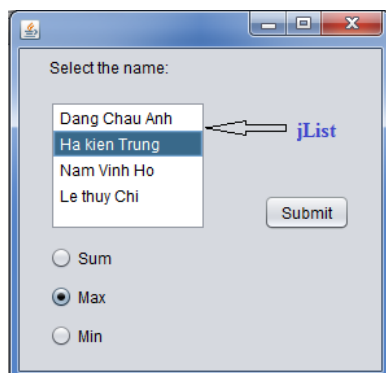 Select the name:
Dang Chau Anh
jList
Ha kien Trung
Nam Vinh Ho
Le thuy Chi
Submit
Sum
Max
Min